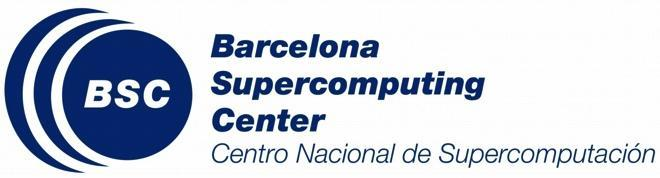 BSC
Barcelona
Supercomputing
Center
Centro Nacional de Supercomputación